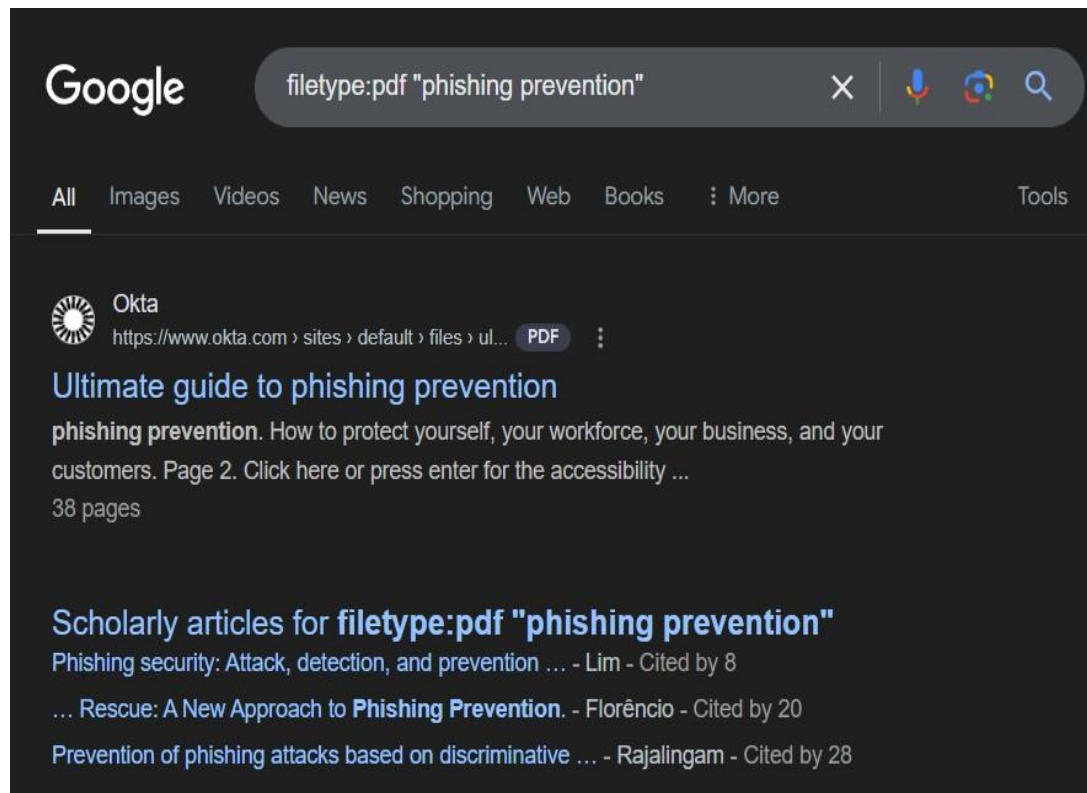 Google
filetype:pdf "phishing prevention"
All Images Videos News Shopping Web Books More Tools
Okta
https://www.okta.com › sites › default › files › ul... PDF
Ultimate guide to phishing prevention
phishing prevention. How to protect yourself, your workforce, your business, and your
customers. Page 2. Click here or press enter for the accessibility ...
38 pages
Scholarly articles for filetype:pdf "phishing prevention"
Phishing security: Attack, detection, and prevention … - Lim - Cited by 8
… Rescue: A New Approach to Phishing Prevention. - Florêncio - Cited by 20
Prevention of phishing attacks based on discriminative … - Rajalingam - Cited by 28